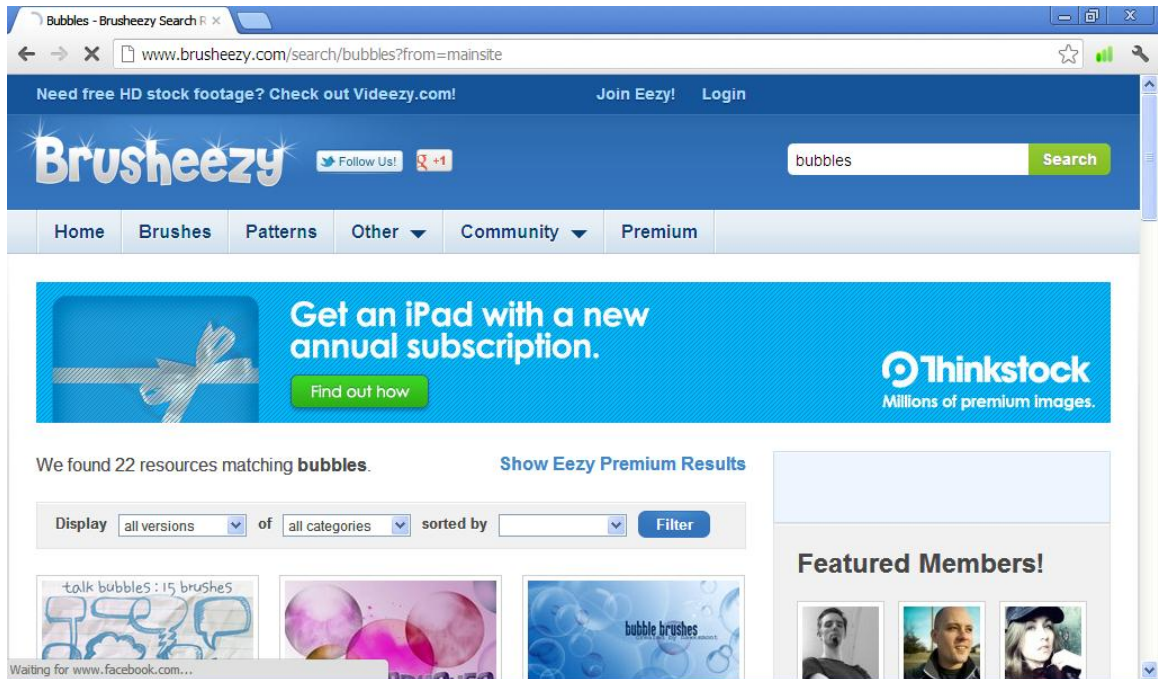 Bubbles - Brusheezy Search R
www.brusheezy.com/search/bubbles?from=mainsite
Need free HD stock footage? Check out Videezy.com! Join Eezy! Login
Brusheezy Follow Us! +1 bubbles Search
Home Brushes Patterns Other Community Premium
Get an iPad with a new
annual subscription.
Find out how
Thinkstock
Millions of premium images.
We found 22 resources matching bubbles. Show Eezy Premium Results
Display all versions of all categories sorted by Filter
Featured Members!
talk bubbles: 15 brushes
bubble brushes
Waiting for www.facebook.com...